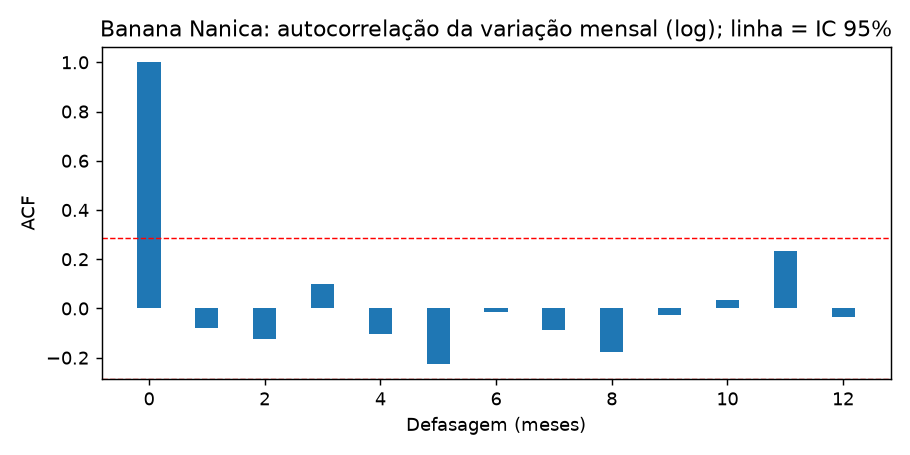 Banana Nanica: autocorrelação da variação mensal (log); linha = IC 95%
1.0
0.8
0.6
0.4
0.2
0.0
−0.2
ACF
0 2 4 6 8 10 12
Defasagem (meses)